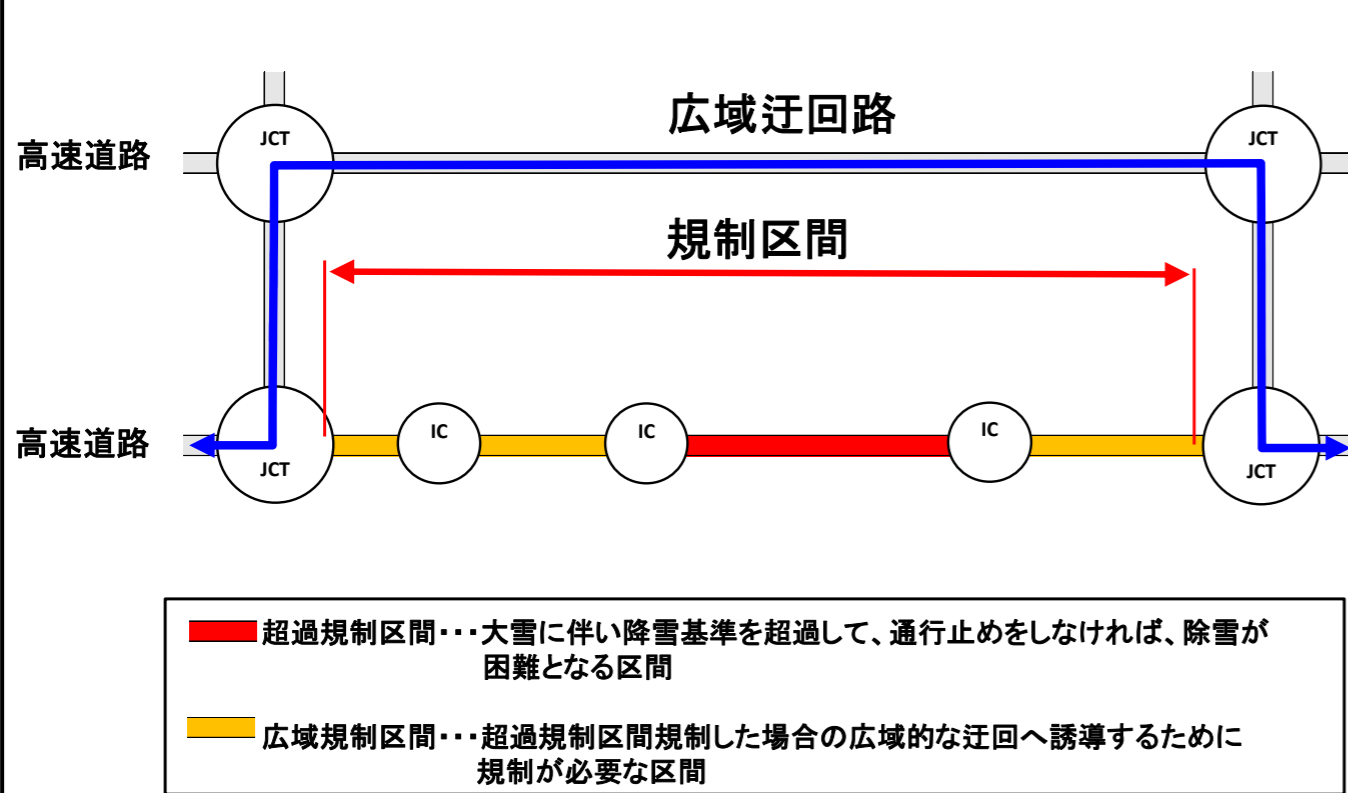 広域迂回路
JCT
JCT
高速道路
規制区間
高速道路
IC
IC
IC
JCT
JCT
超過規制区間･･･大雪に伴い降雪基準を超過して、通行止めをしなければ、除雪が
困難となる区間
広域規制区間･･･超過規制区間規制した場合の広域的な迂回へ誘導するために
規制が必要な区間